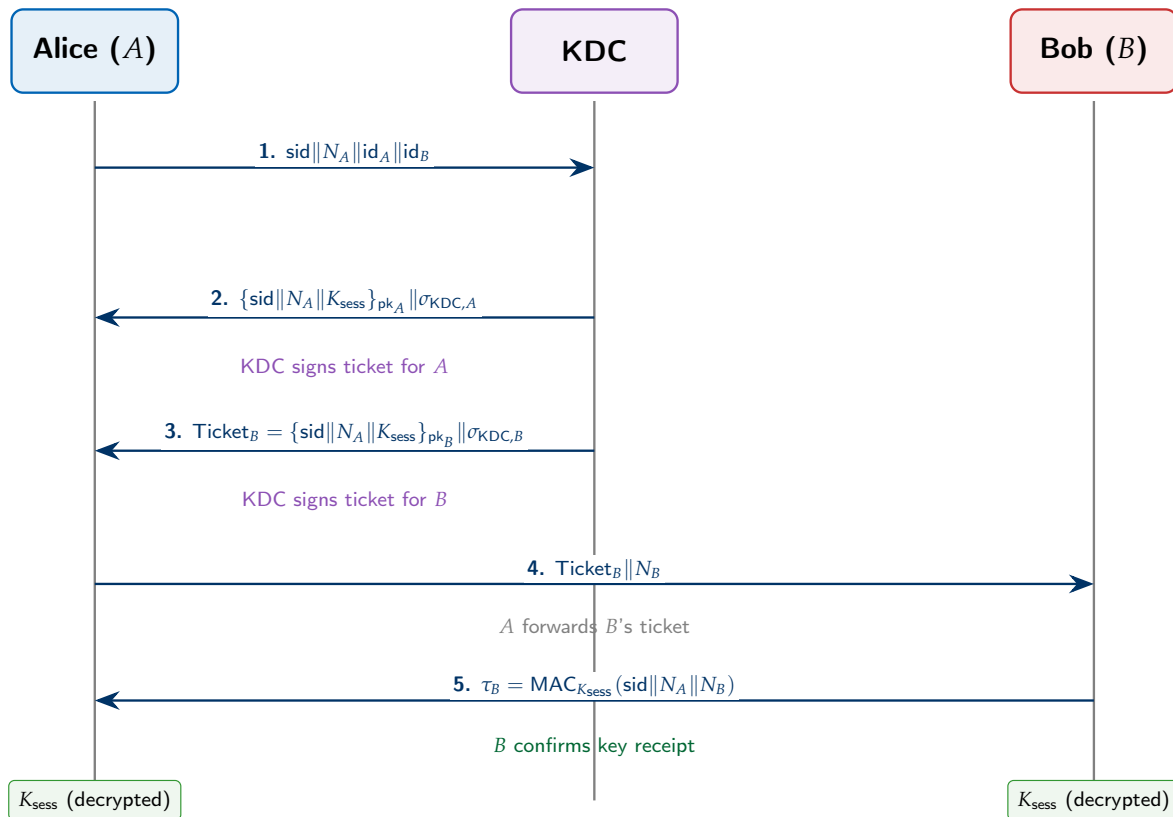 Alice (A)
KDC
Bob (B)
1. sid‖N_A‖id_A‖id_B
2. {sid‖N_A‖K_sess}_pk_A‖σ_KDC,A
KDC signs ticket for A
3. Ticket_B = {sid‖N_A‖K_sess}_pk_B‖σ_KDC,B
KDC signs ticket for B
4. Ticket_B‖N_B
A forwards B's ticket
5. τ_B = MAC_K_sess(sid‖N_A‖N_B)
B confirms key receipt
K_sess (decrypted)
K_sess (decrypted)